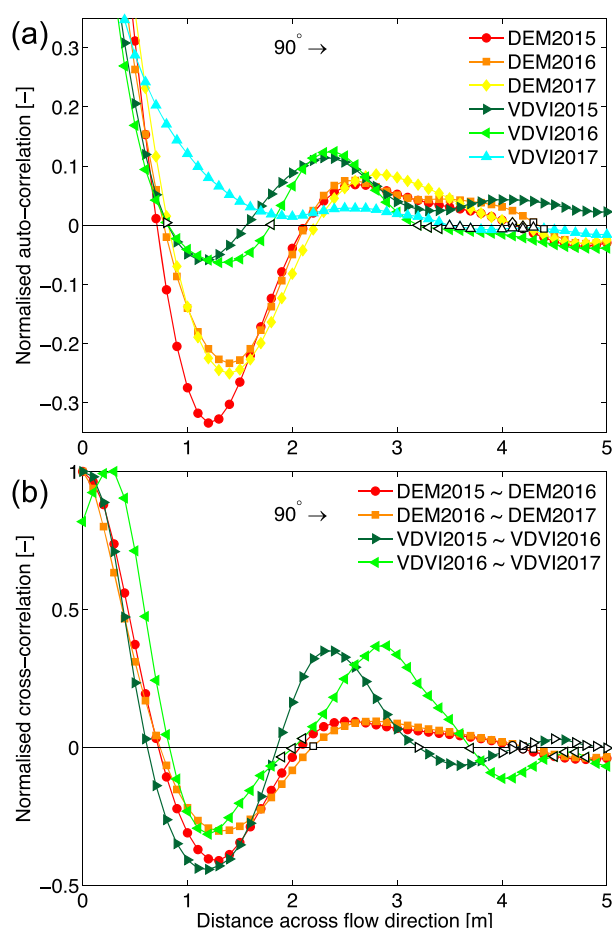 (a)
90° →
DEM2015
DEM2016
DEM2017
VDVI2015
VDVI2016
VDVI2017
Normalised auto−correlation [−]
0.3
0.2
0.1
0
−0.1
−0.2
−0.3
0 1 2 3 4 5
(b)
90° →
DEM2015 ~ DEM2016
DEM2016 ~ DEM2017
VDVI2015 ~ VDVI2016
VDVI2016 ~ VDVI2017
Normalised cross−correlation [−]
1
0.5
0
−0.5
0 1 2 3 4 5
Distance across flow direction [m]